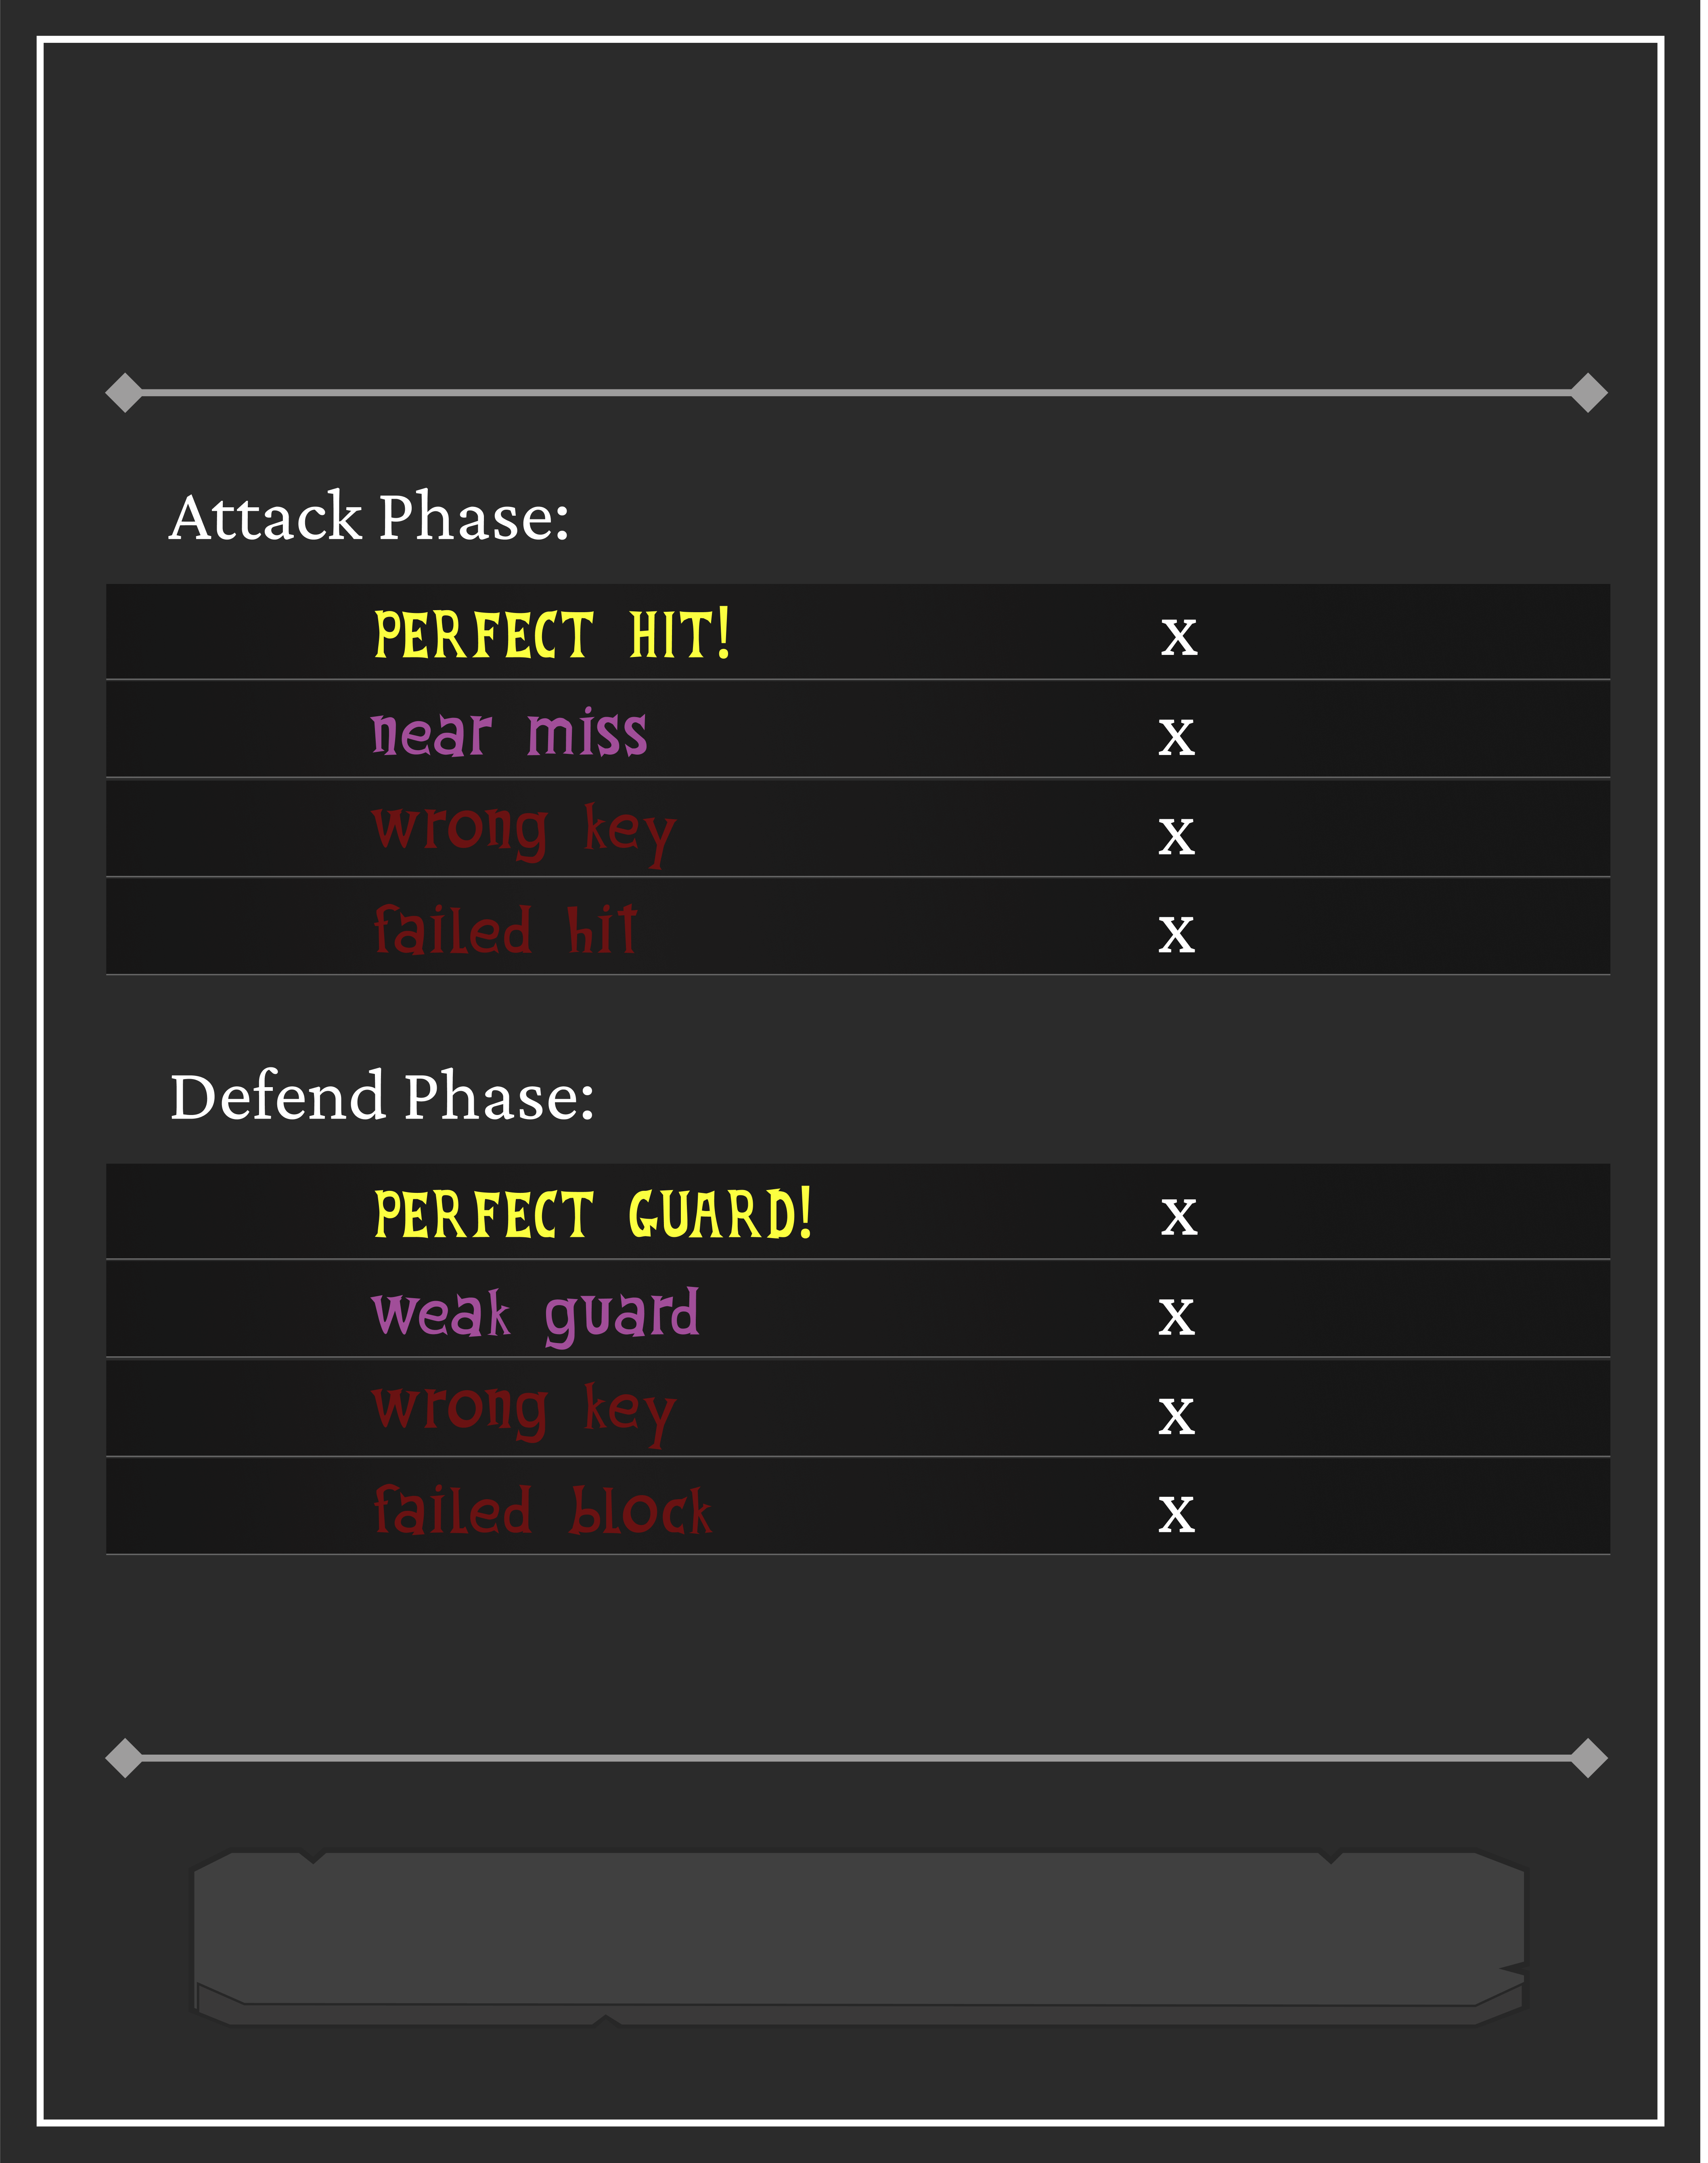 Attack Phase:
PERFECT HIT! x
near miss x
wrong key x
failed hit x
Defend Phase:
PERFECT GUARD! x
weak guard x
wrong key x
failed block x